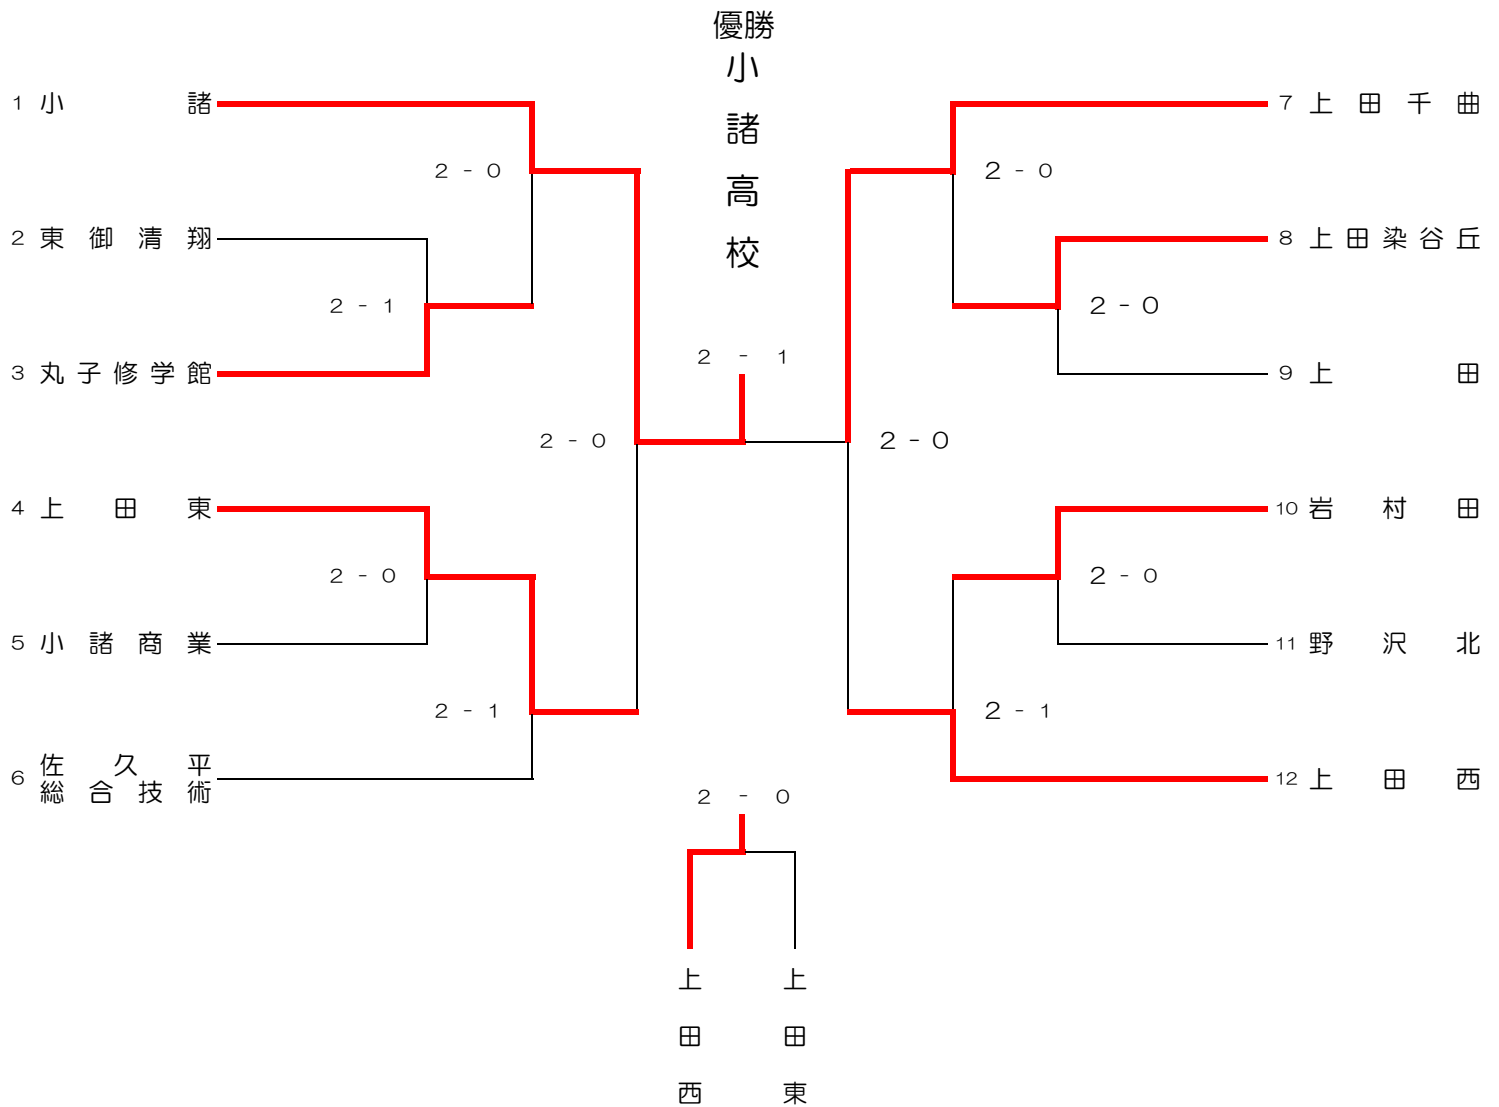 優勝
小諸高校
1 小諸
2-0
2 東御清翔
2-1
3 丸子修学館
2-0
4 上田東
2-0
5 小諸商業
2-1
6 佐久平
総合技術
2-1
7 上田千曲
2-0
8 上田染谷丘
2-0
9 上田
2-0
10 岩村田
2-0
11 野沢北
2-1
12 上田西
2-0
上田西
上田東